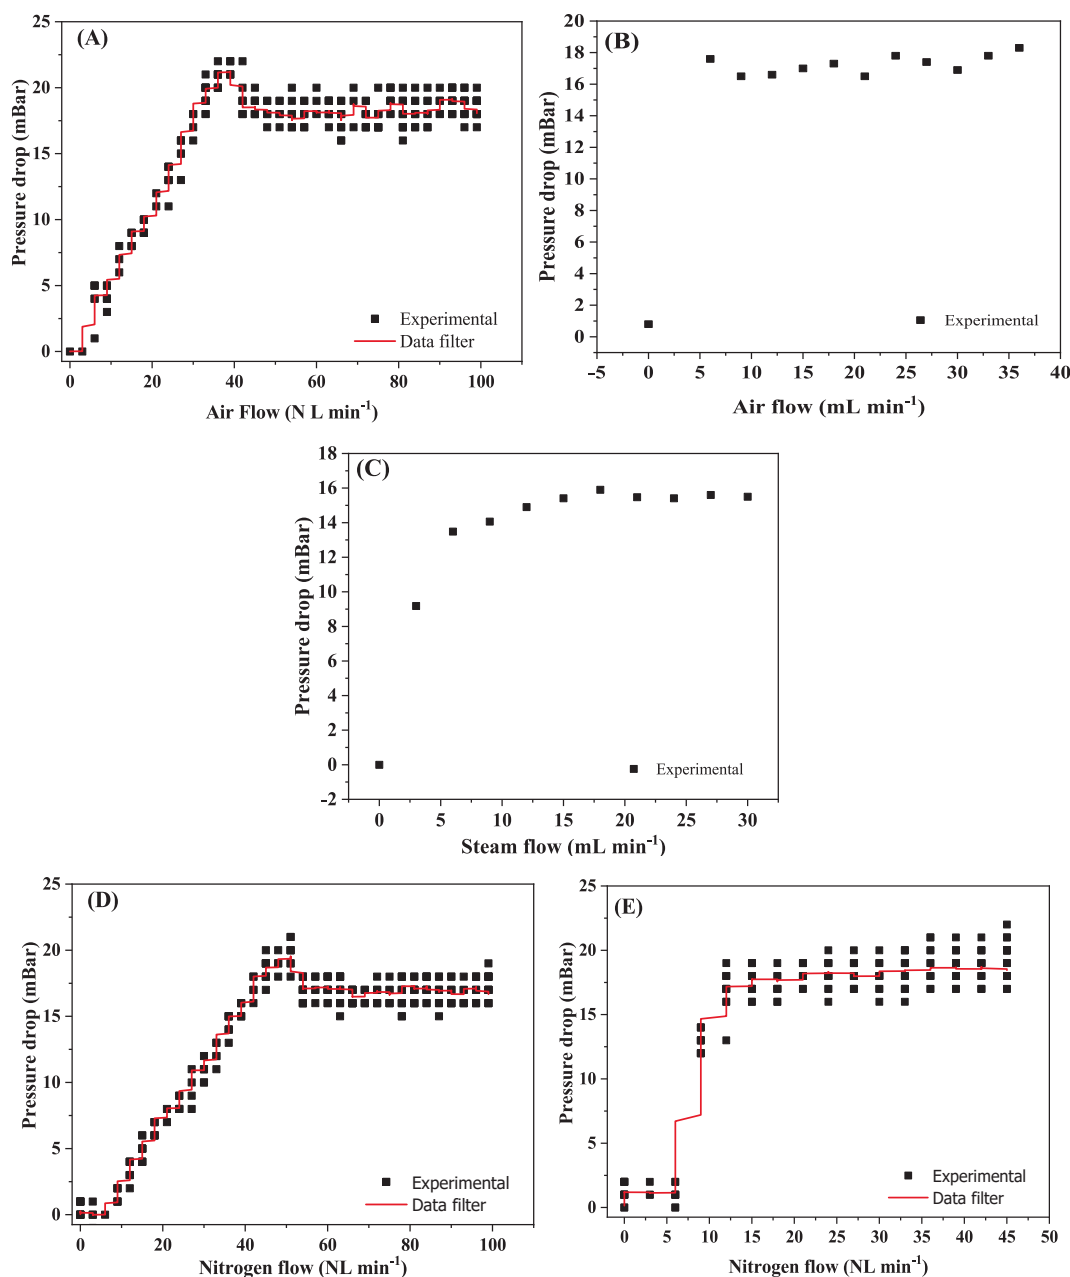 (A)
25
20
15
10
5
0
Pressure drop (mBar)
Experimental
Data filter
0 20 40 60 80 100
Air Flow (N L min⁻¹)
(B)
20
18
16
14
12
10
8
6
4
2
0
Pressure drop (mBar)
Experimental
-5 0 5 10 15 20 25 30 35 40
Air flow (mL min⁻¹)
(C)
18
16
14
12
10
8
6
4
2
0
-2
Pressure drop (mBar)
Experimental
0 5 10 15 20 25 30
Steam flow (mL min⁻¹)
(D)
25
20
15
10
5
0
Pressure drop (mBar)
Experimental
Data filter
0 20 40 60 80 100
Nitrogen flow (NL min⁻¹)
(E)
25
20
15
10
5
0
Pressure drop (mBar)
Experimental
Data filter
0 5 10 15 20 25 30 35 40 45 50
Nitrogen flow (NL min⁻¹)